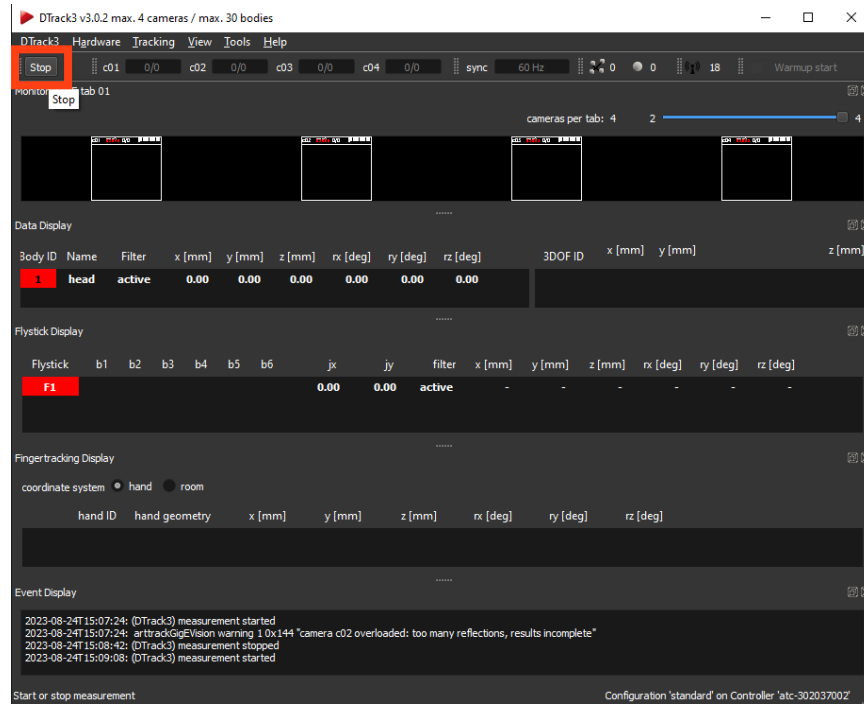 DTrack3 v3.0.2 max. 4 cameras / max. 30 bodies
DTrack3 Hardware Tracking View Tools Help
Stop c01 0/0 c02 0/0 c03 0/0 c04 0/0 sync 60 Hz 0 0 18 Warmup start
tab 01
Stop
cameras per tab: 4 2 4
Data Display
Body ID Name Filter x [mm] y [mm] z [mm] rx [deg] ry [deg] rz [deg] 3DOF ID x [mm] y [mm] z [mm]
1 head active 0.00 0.00 0.00 0.00 0.00 0.00
Flystick Display
Flystick b1 b2 b3 b4 b5 b6 jx jy filter x [mm] y [mm] z [mm] rx [deg] ry [deg] rz [deg]
F1 0.00 0.00 active - - - - - -
Fingertracking Display
coordinate system hand room
hand ID hand geometry x [mm] y [mm] z [mm] rx [deg] ry [deg] rz [deg]
Event Display
2023-08-24T15:07:24: (DTrack3) measurement started
2023-08-24T15:07:24: arttrackGigEVision warning 1 0x144 "camera c02 overloaded: too many reflections, results incomplete"
2023-08-24T15:08:42: (DTrack3) measurement stopped
2023-08-24T15:09:08: (DTrack3) measurement started
Start or stop measurement Configuration 'standard' on Controller 'atc-302037002'